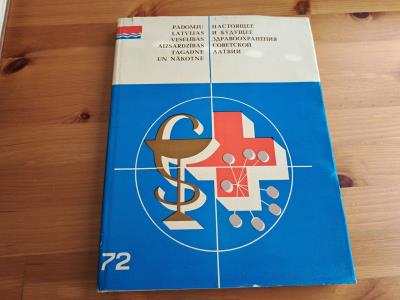 PADOMJU
LATVIJAS
VESELĪBAS
AIZSARDZĪBAS
TAGADNE
UN NĀKOTNE
НАСТОЯЩЕЕ
И БУДУЩЕЕ
ЗДРАВООХРАНЕНИЯ
СОВЕТСКОЙ
ЛАТВИИ
72